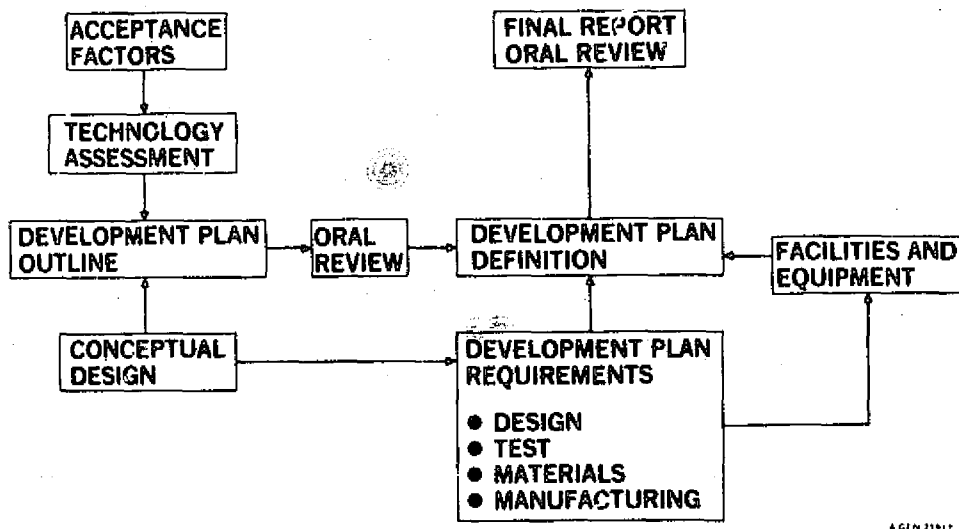 ACCEPTANCE
FACTORS
FINAL REPORT
ORAL REVIEW
TECHNOLOGY
ASSESSMENT
DEVELOPMENT PLAN
OUTLINE
ORAL
REVIEW
DEVELOPMENT PLAN
DEFINITION
FACILITIES AND
EQUIPMENT
CONCEPTUAL
DESIGN
DEVELOPMENT PLAN
REQUIREMENTS
● DESIGN
● TEST
● MATERIALS
● MANUFACTURING